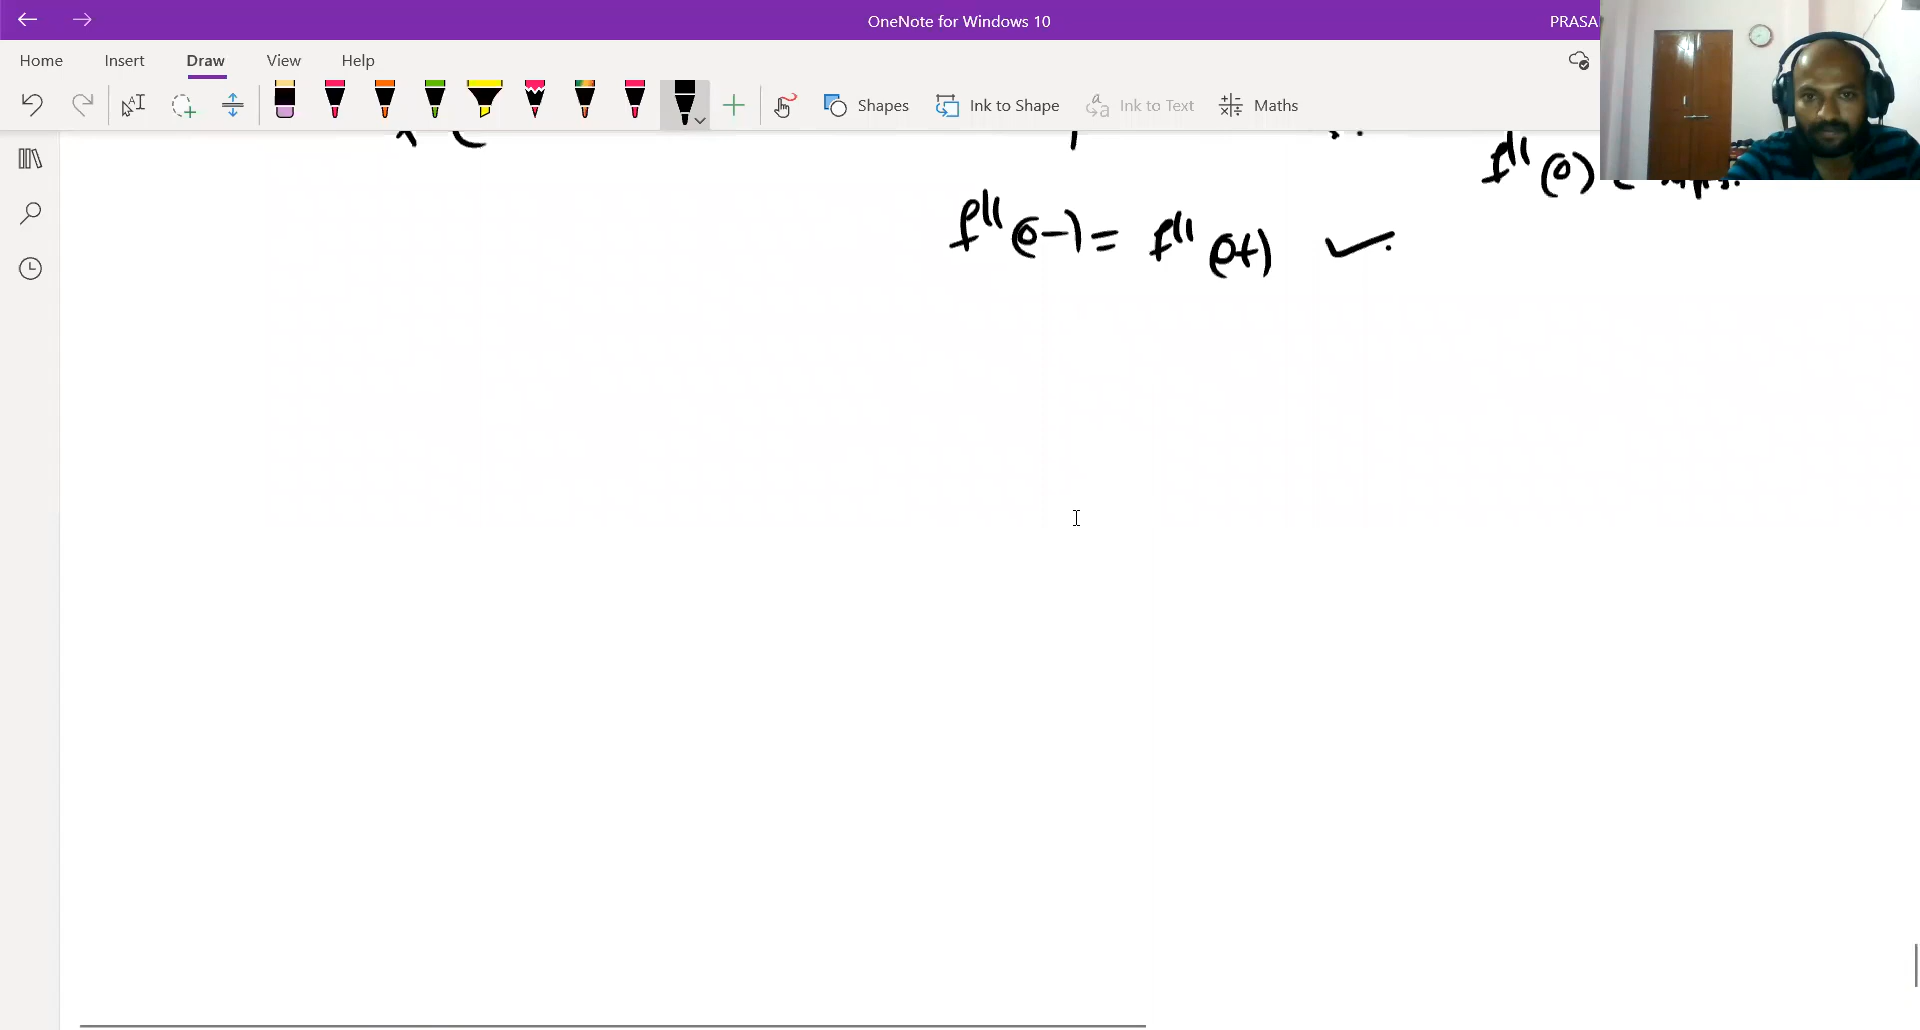 OneNote for Windows 10
PRASA
Home Insert Draw View Help
Shapes Ink to Shape Ink to Text Maths
f''(0)
f''(0-) = f''(0+) ✓.